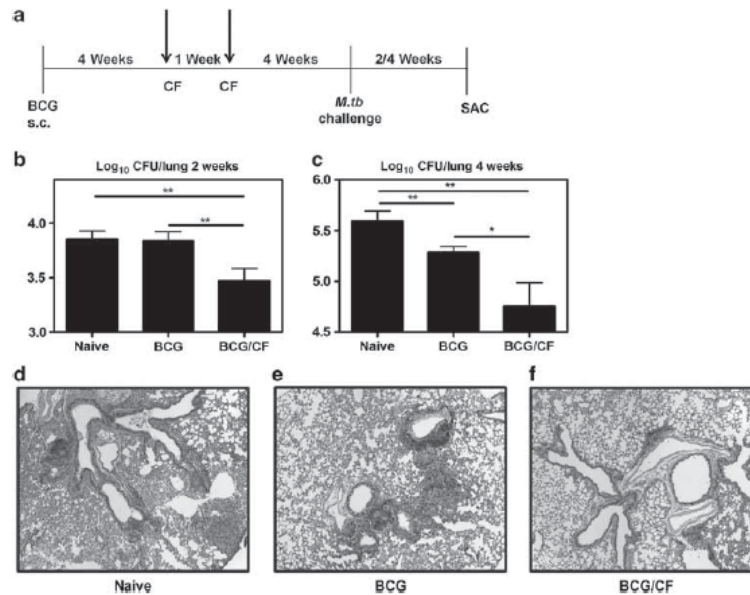 a
4 Weeks 1 Week 4 Weeks 2/4 Weeks
CF CF
BCG
s.c.
M.tb
challenge
SAC
b
Log10 CFU/lung 2 weeks
**
**
4.0
3.5
3.0
Naive BCG BCG/CF
c
Log10 CFU/lung 4 weeks
**
**
*
6.0
5.5
5.0
4.5
Naive BCG BCG/CF
d
Naive
e
BCG
f
BCG/CF